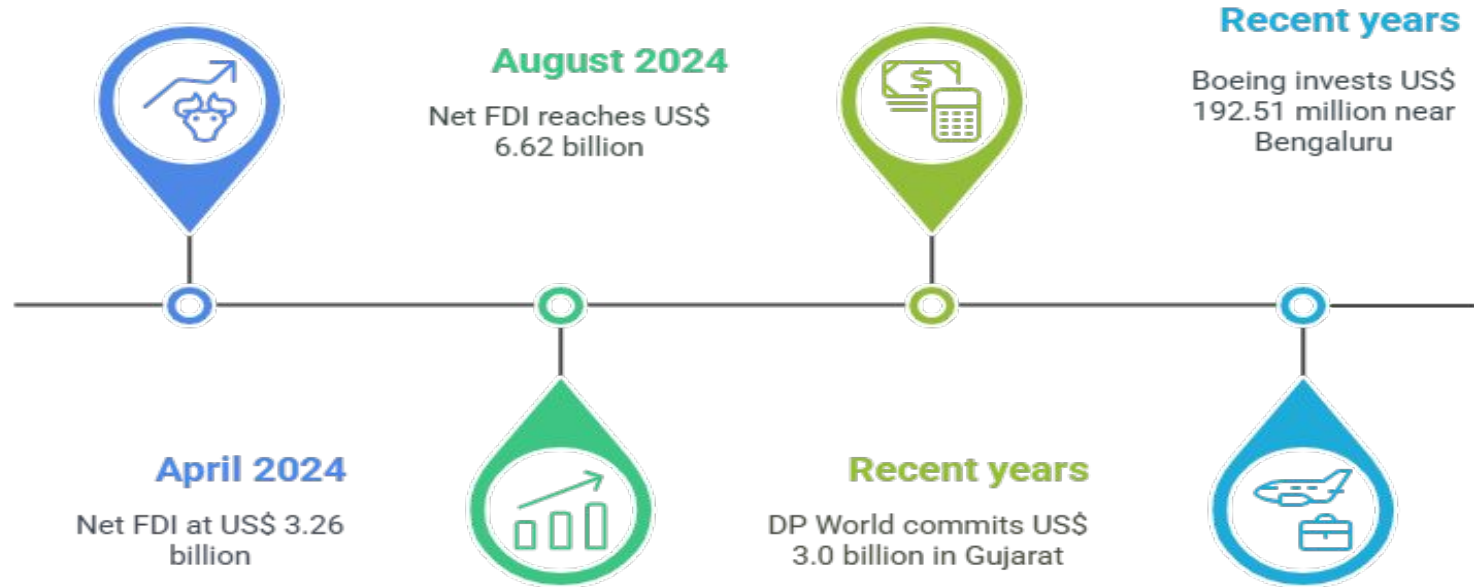 April 2024
Net FDI at US$ 3.26
billion
August 2024
Net FDI reaches US$
6.62 billion
Recent years
DP World commits US$
3.0 billion in Gujarat
Recent years
Boeing invests US$
192.51 million near
Bengaluru